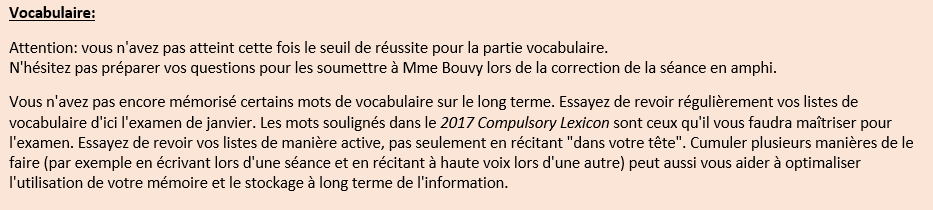 Vocabulaire:
Attention: vous n'avez pas atteint cette fois le seuil de réussite pour la partie vocabulaire.
N'hésitez pas préparer vos questions pour les soumettre à Mme Bouvy lors de la correction de la séance en amphi.
Vous n'avez pas encore mémorisé certains mots de vocabulaire sur le long terme. Essayez de revoir régulièrement vos listes de
vocabulaire d'ici l'examen de janvier. Les mots soulignés dans le 2017 Compulsory Lexicon sont ceux qu'il vous faudra maîtriser pour
l'examen. Essayez de revoir vos listes de manière active, pas seulement en récitant "dans votre tête". Cumuler plusieurs manières de le
faire (par exemple en écrivant lors d'une séance et en récitant à haute voix lors d'une autre) peut aussi vous aider à optimaliser
l'utilisation de votre mémoire et le stockage à long terme de l'information.